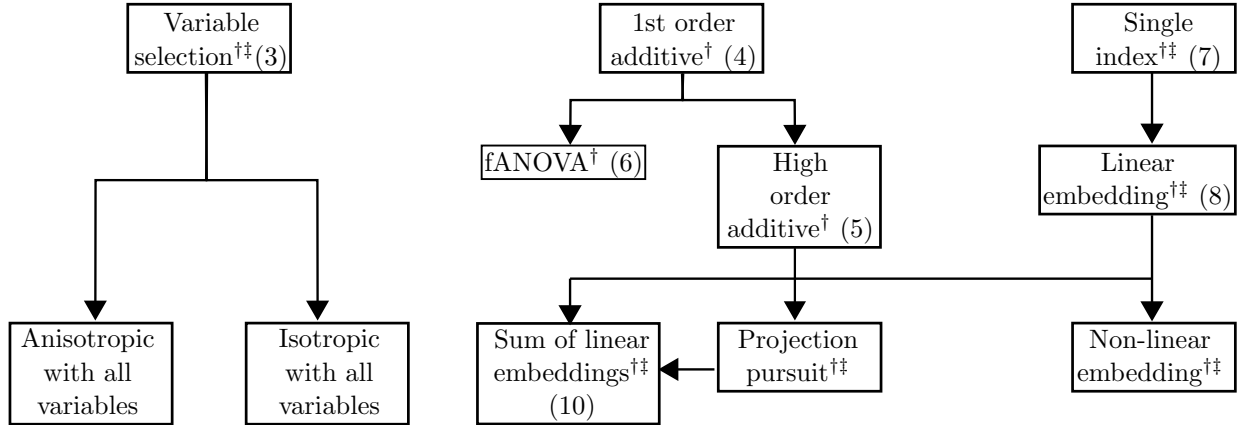 Variable
selection†‡(3)
1st order
additive† (4)
Single
index†‡ (7)
fANOVA† (6)
High
order
additive† (5)
Linear
embedding†‡ (8)
Anisotropic
with all
variables
Isotropic
with all
variables
Sum of linear
embeddings†‡
(10)
Projection
pursuit†‡
Non-linear
embedding†‡